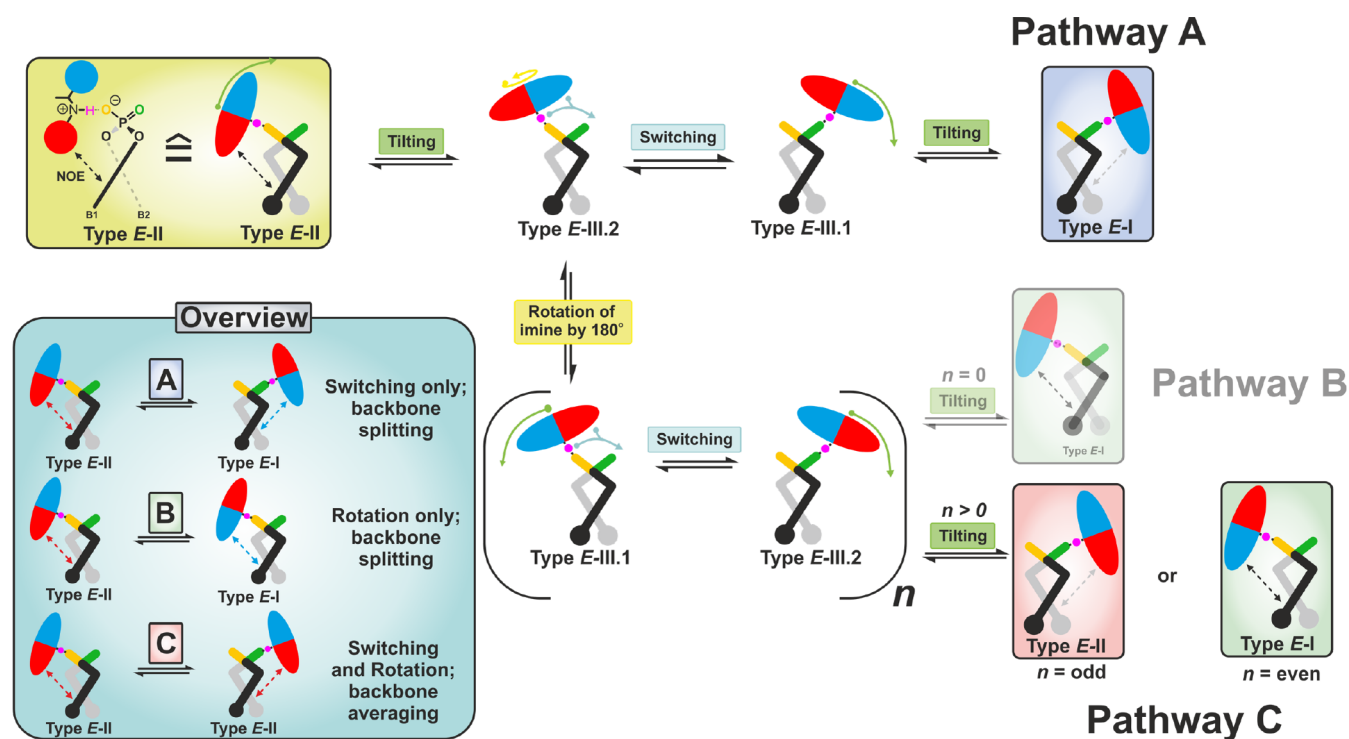 Pathway A
⊕
N
H
O
⊖
O
P
O
O
NOE
B1
B2
Type E-II
≙
Type E-II
Tilting
Type E-III.2
Switching
Type E-III.1
Tilting
Type E-I
Rotation of
imine by 180°
Overview
A
Type E-II
Type E-I
Switching only;
backbone
splitting
B
Type E-II
Type E-I
Rotation only;
backbone
splitting
C
Type E-II
Type E-II
Switching
and Rotation;
backbone
averaging
Type E-III.1
Switching
Type E-III.2
n
n = 0
Tilting
Type E-I
Pathway B
n > 0
Tilting
Type E-II
n = odd
or
Type E-I
n = even
Pathway C